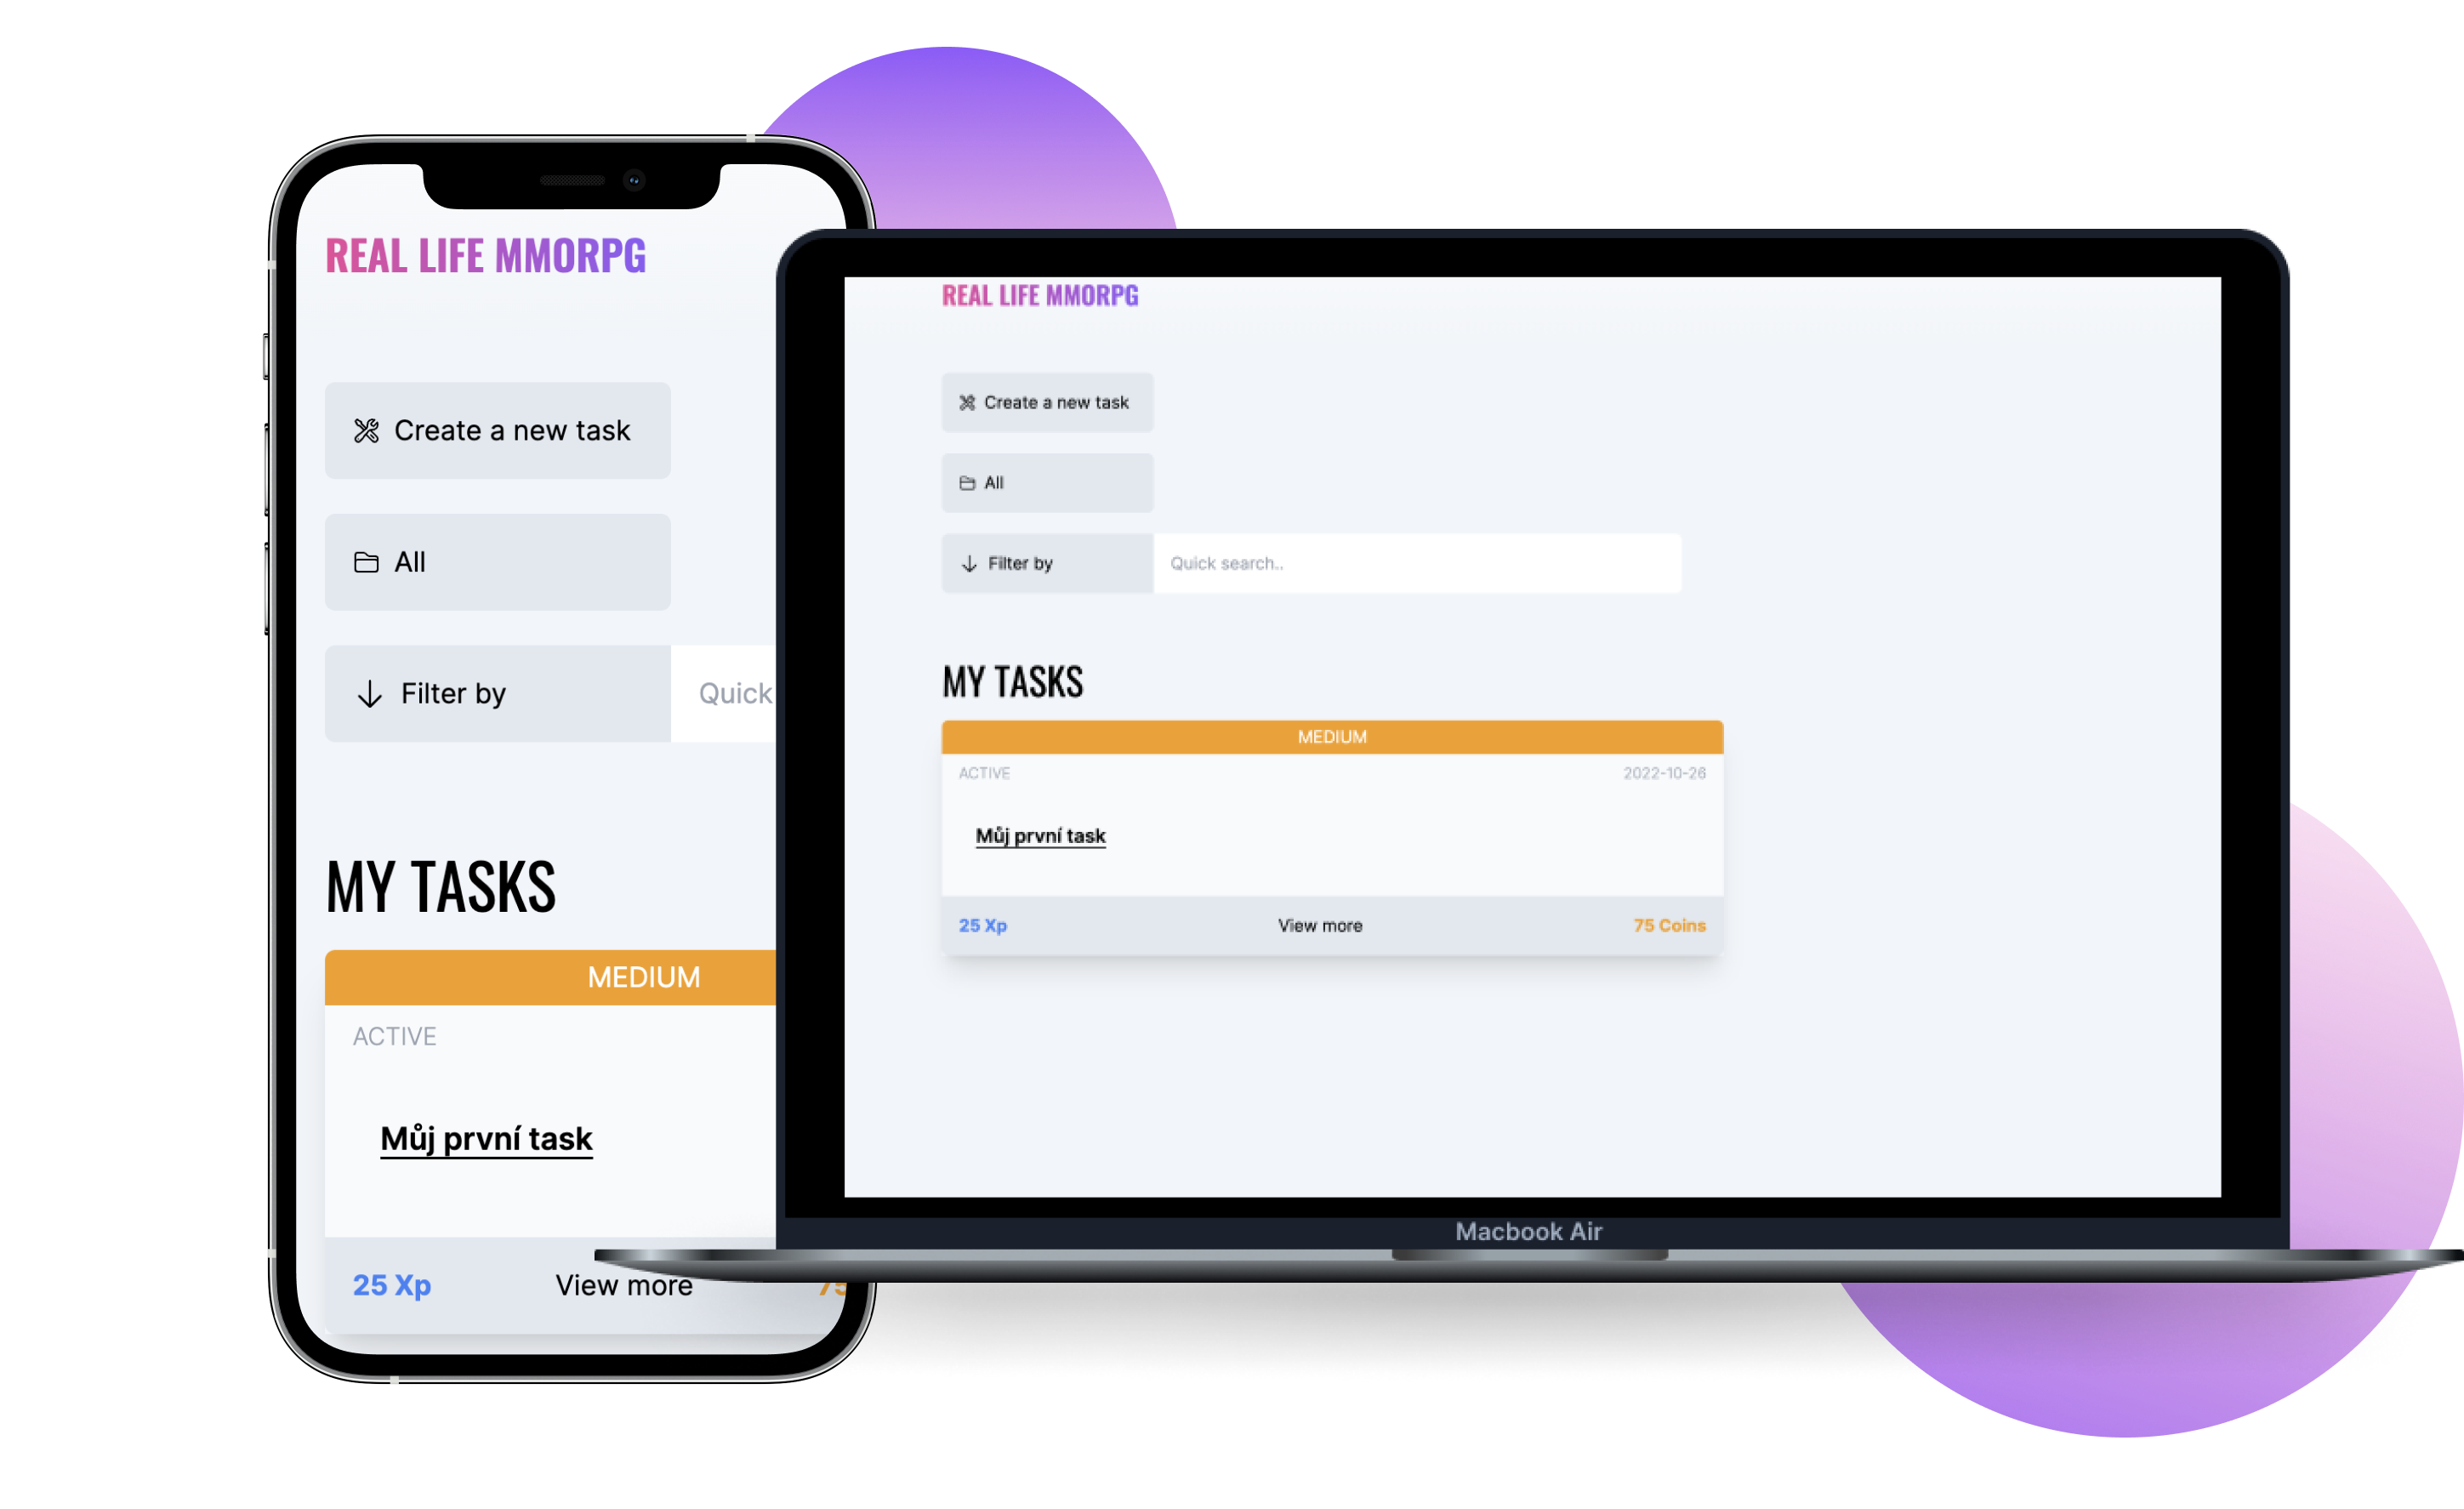 REAL LIFE MMORPG
Create a new task
All
Filter by
Quick
MY TASKS
MEDIUM
ACTIVE
Můj první task
25 Xp
View more
75
REAL LIFE MMORPG
Create a new task
All
Filter by
Quick search..
MY TASKS
MEDIUM
ACTIVE
2022-10-26
Můj první task
25 Xp
View more
75 Coins
Macbook Air